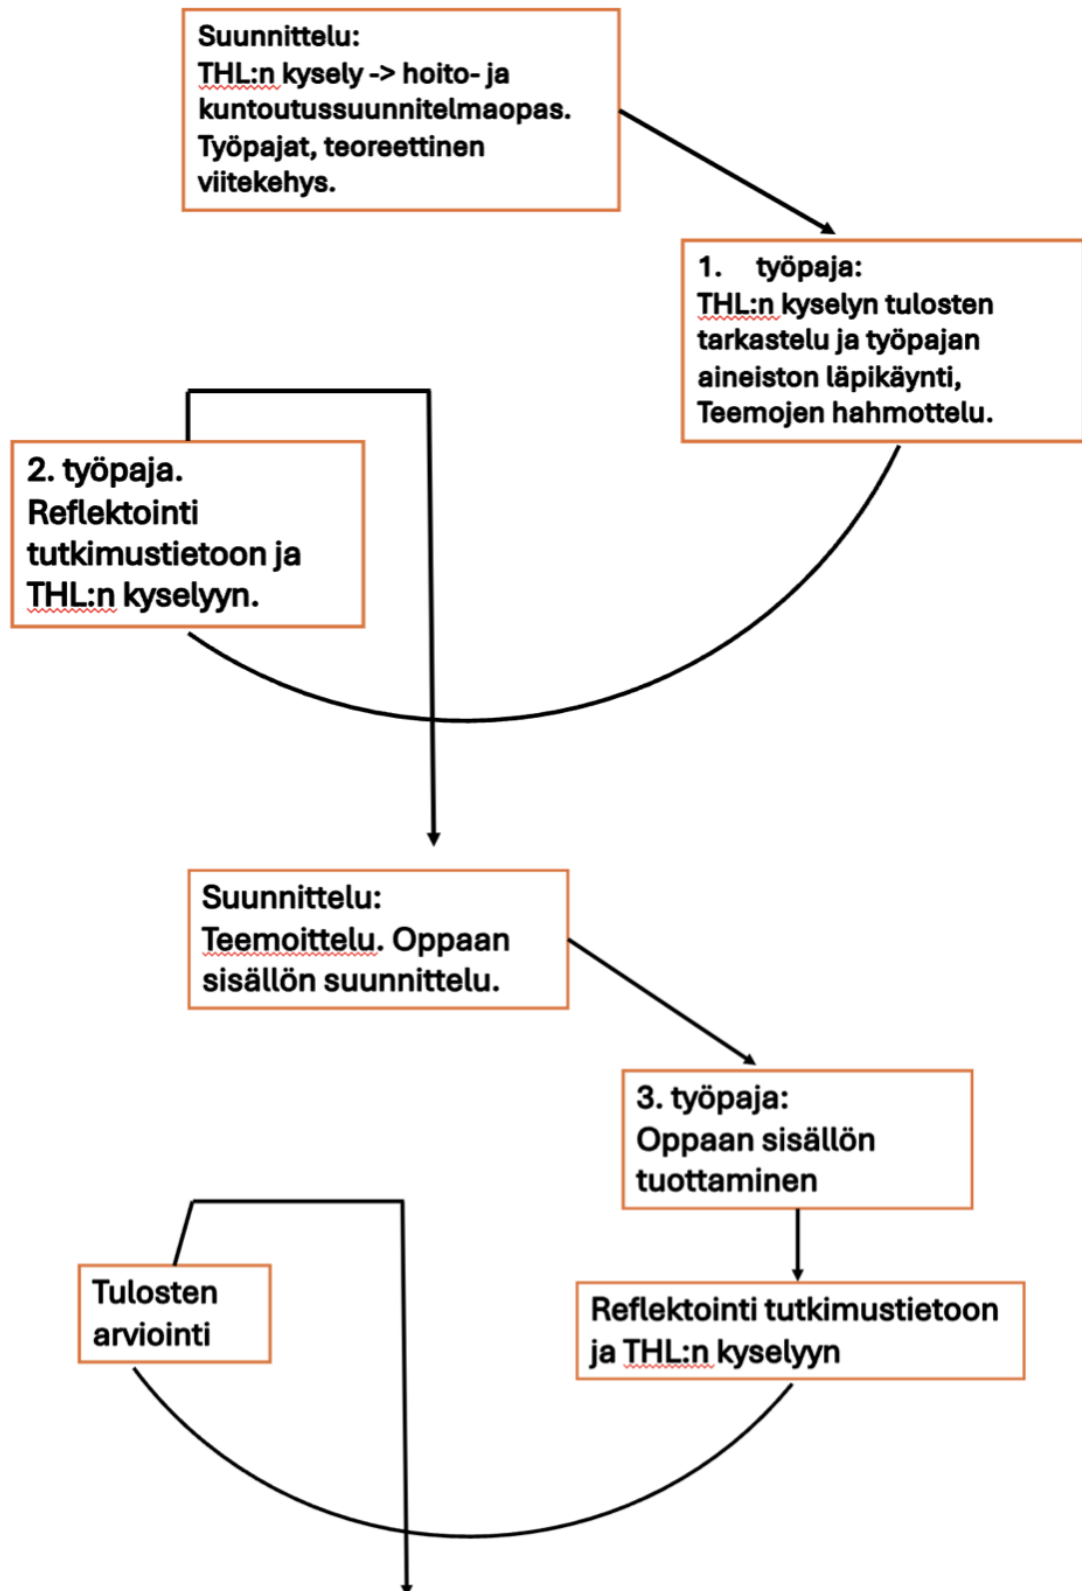 Suunnittelu:
THL:n kysely -> hoito- ja
kuntoutussuunnitelmaopas.
Työpajat, teoreettinen
viitekehys.
1. työpaja:
THL:n kyselyn tulosten
tarkastelu ja työpajan
aineiston läpikäynti,
Teemojen hahmottelu.
2. työpaja.
Reflektointi
tutkimustietoon ja
THL:n kyselyyn.
Suunnittelu:
Teemoittelu. Oppaan
sisällön suunnittelu.
3. työpaja:
Oppaan sisällön
tuottaminen
Reflektointi tutkimustietoon
ja THL:n kyselyyn
Tulosten
arviointi